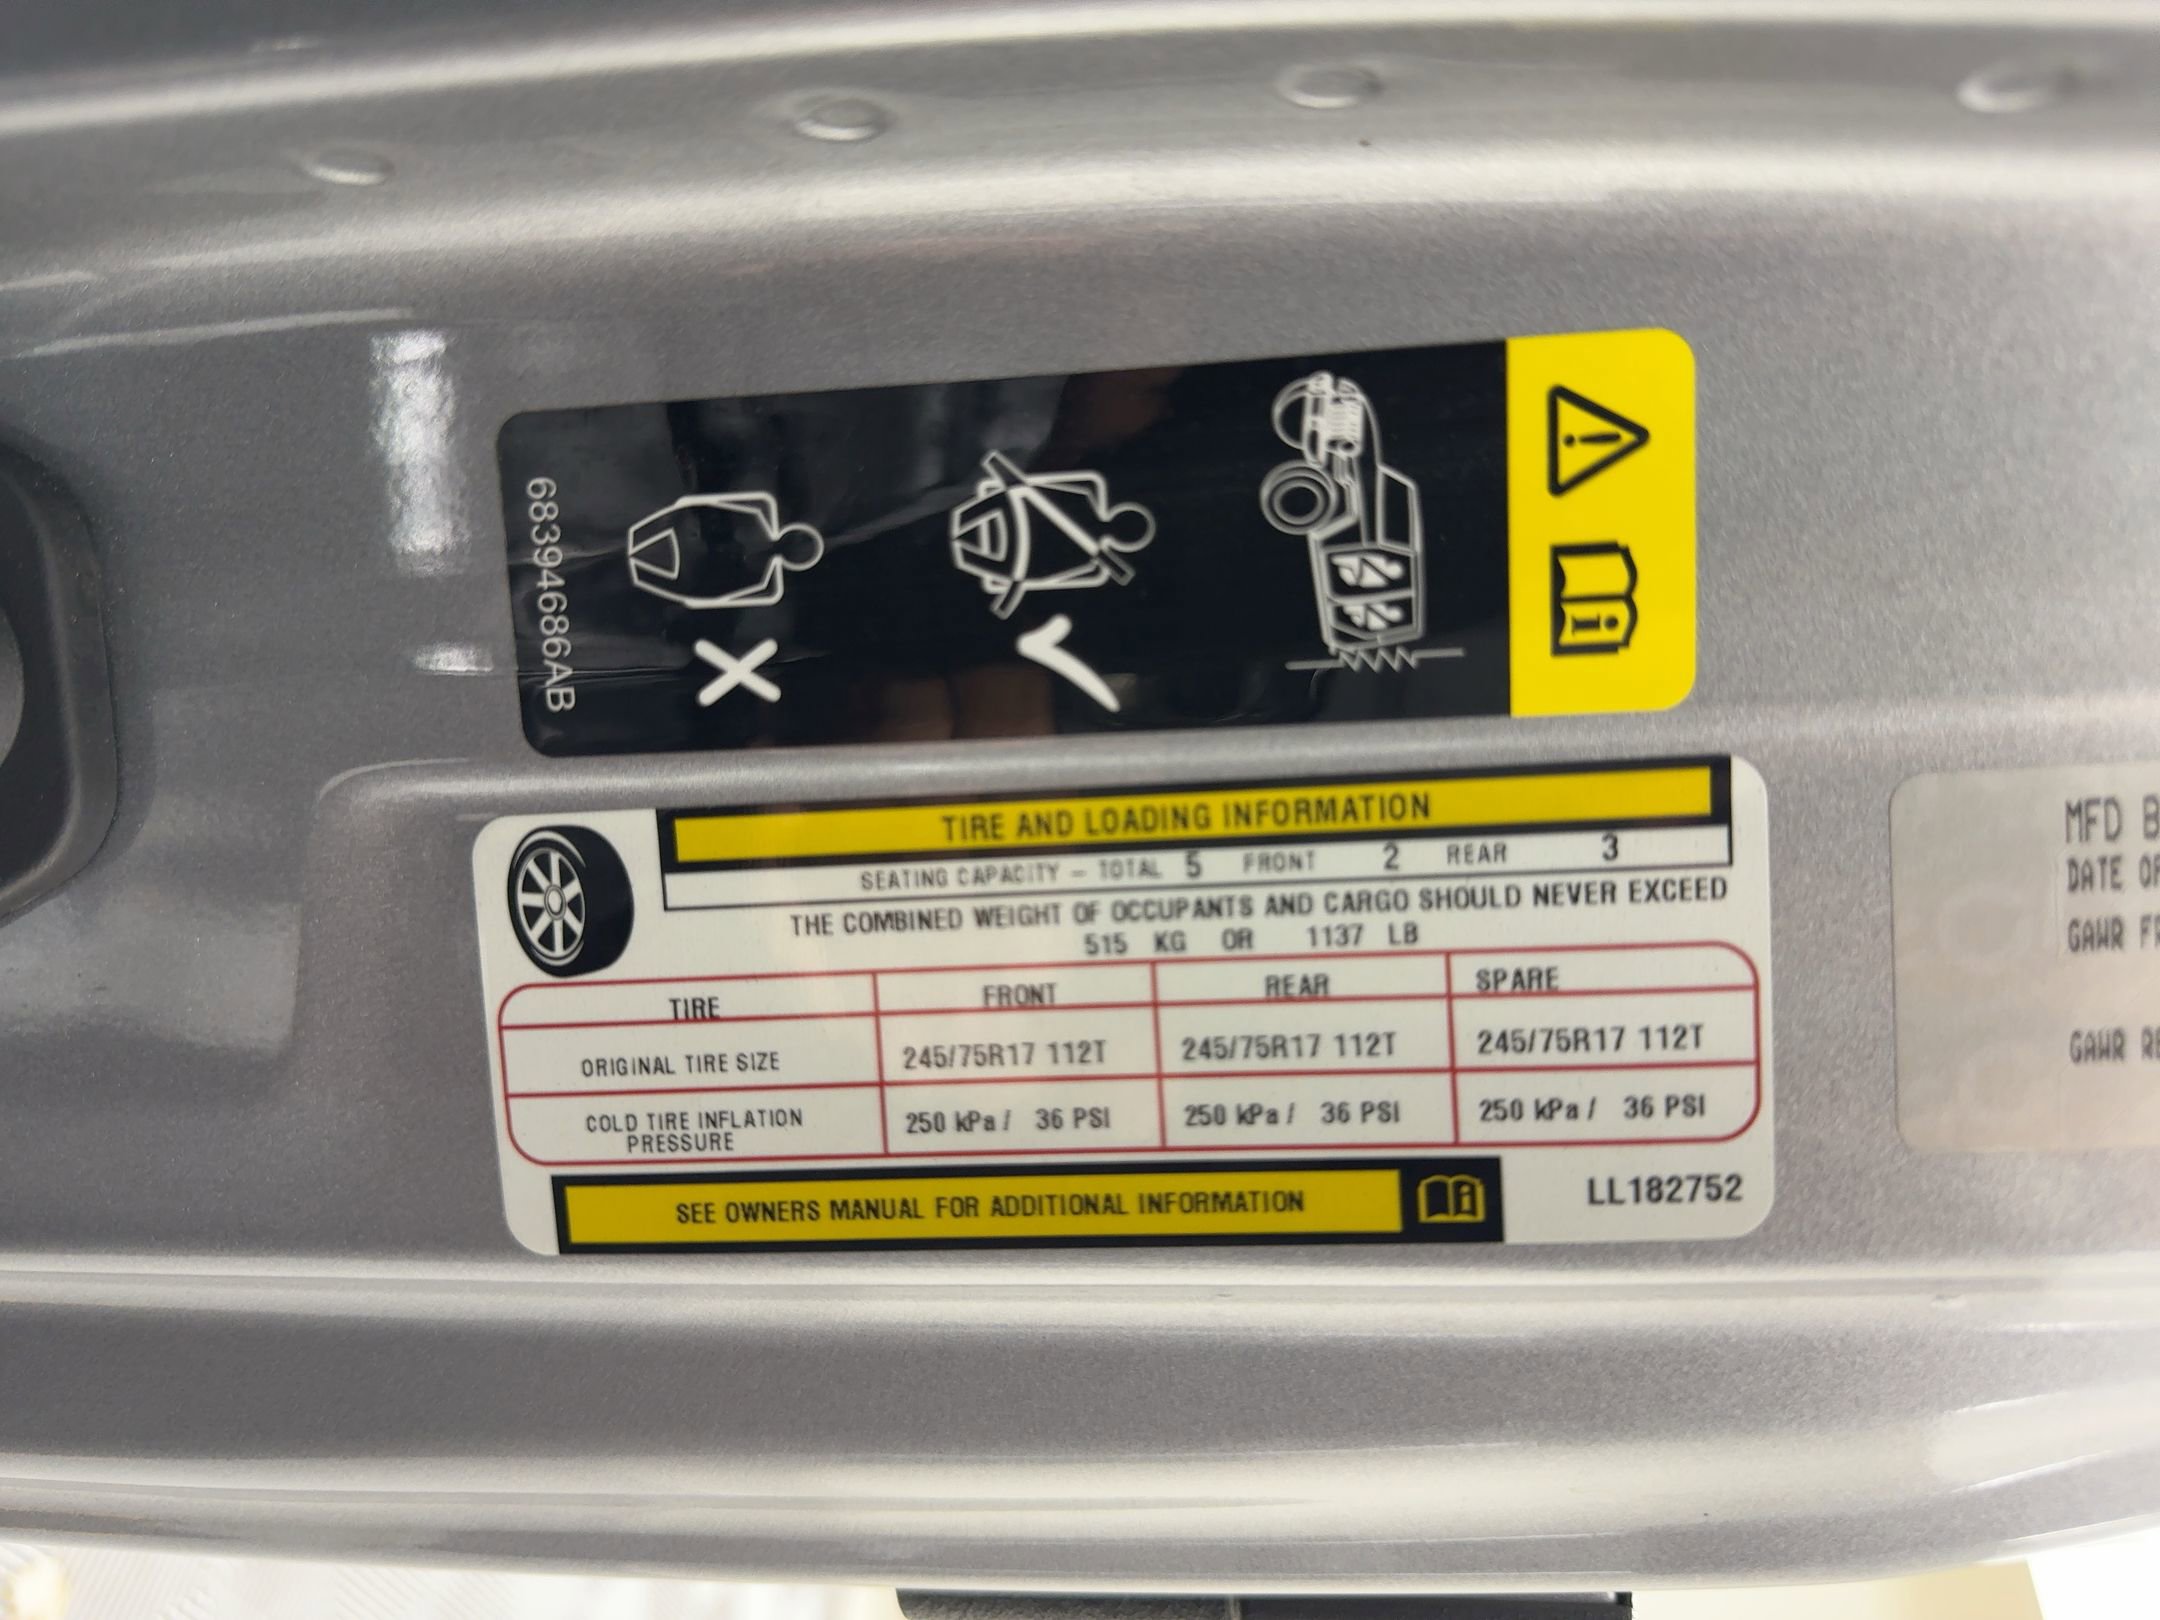 68394686AB
TIRE AND LOADING INFORMATION
SEATING CAPACITY - TOTAL 5 FRONT 2 REAR 3
THE COMBINED WEIGHT OF OCCUPANTS AND CARGO SHOULD NEVER EXCEED
515 KG OR 1137 LB
TIRE FRONT REAR SPARE
ORIGINAL TIRE SIZE 245/75R17 112T 245/75R17 112T 245/75R17 112T
COLD TIRE INFLATION
PRESSURE 250 kPa / 36 PSI 250 kPa / 36 PSI 250 kPa / 36 PSI
SEE OWNERS MANUAL FOR ADDITIONAL INFORMATION
LL182752
MFD
DATE
GAWR
GAWR